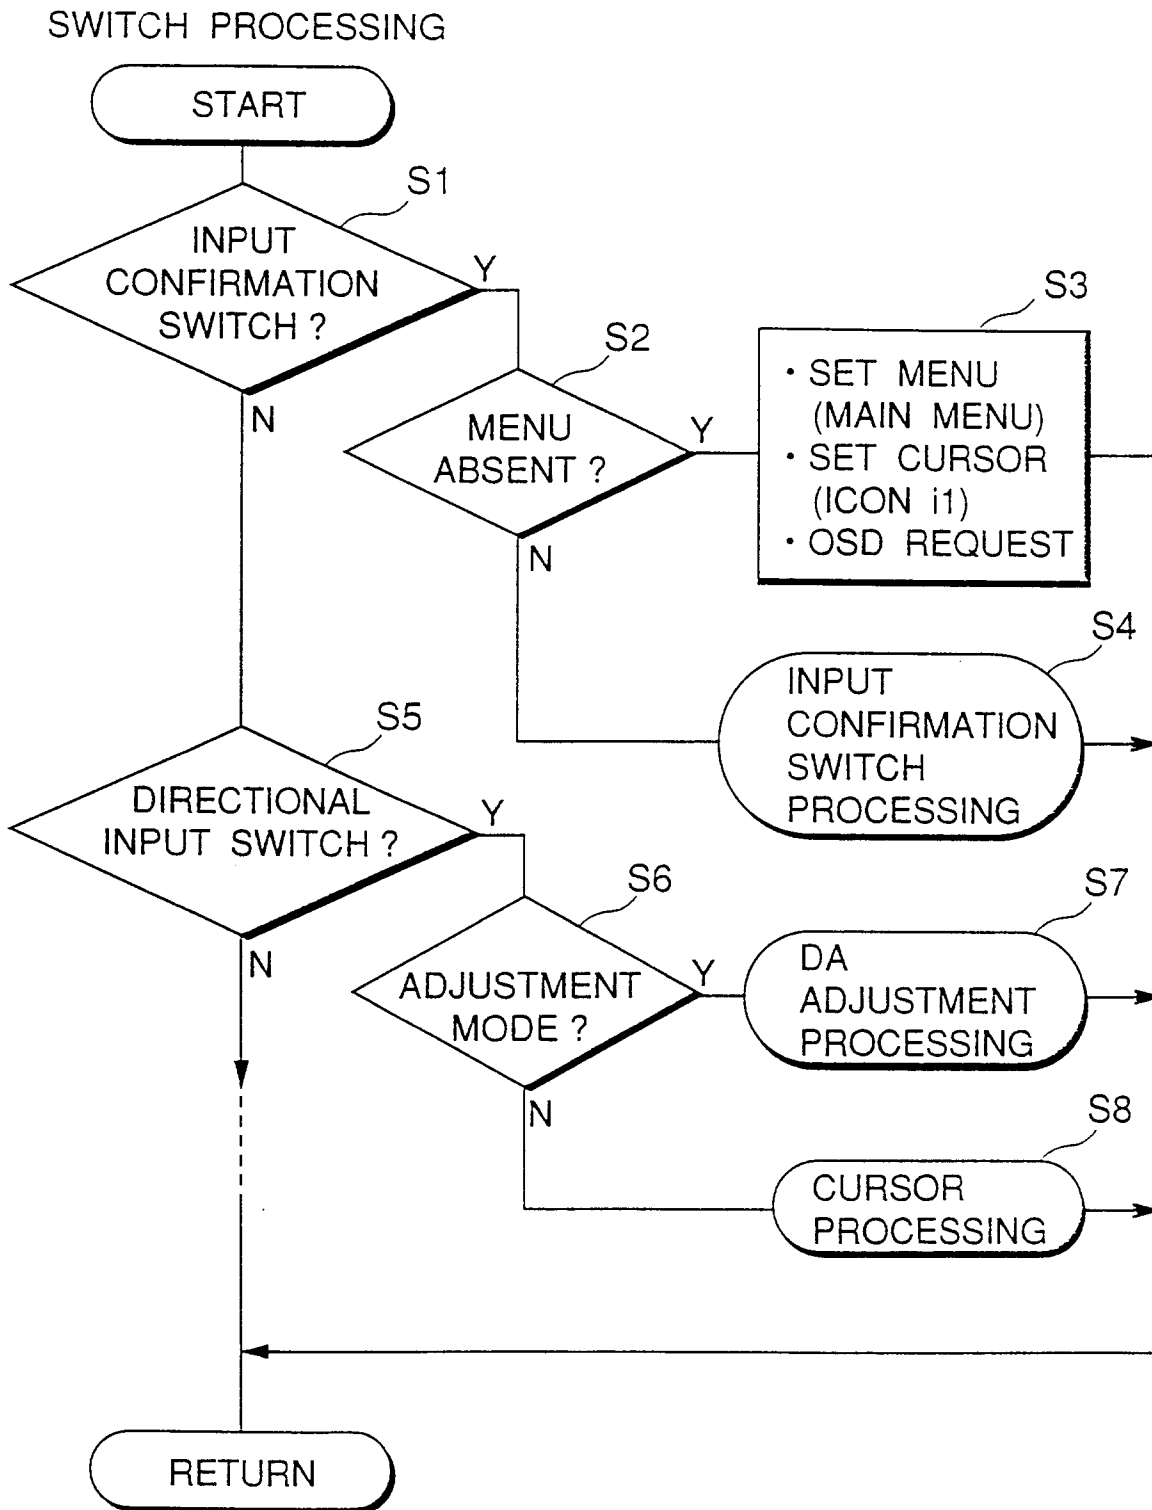 SWITCH PROCESSING
START
S1
INPUT
CONFIRMATION
SWITCH ?
Y
N
S2
MENU
ABSENT ?
Y
N
S3
· SET MENU
(MAIN MENU)
· SET CURSOR
(ICON i1)
· OSD REQUEST
S4
INPUT
CONFIRMATION
SWITCH
PROCESSING
S5
DIRECTIONAL
INPUT SWITCH ?
Y
N
S6
ADJUSTMENT
MODE ?
Y
N
S7
DA
ADJUSTMENT
PROCESSING
S8
CURSOR
PROCESSING
RETURN